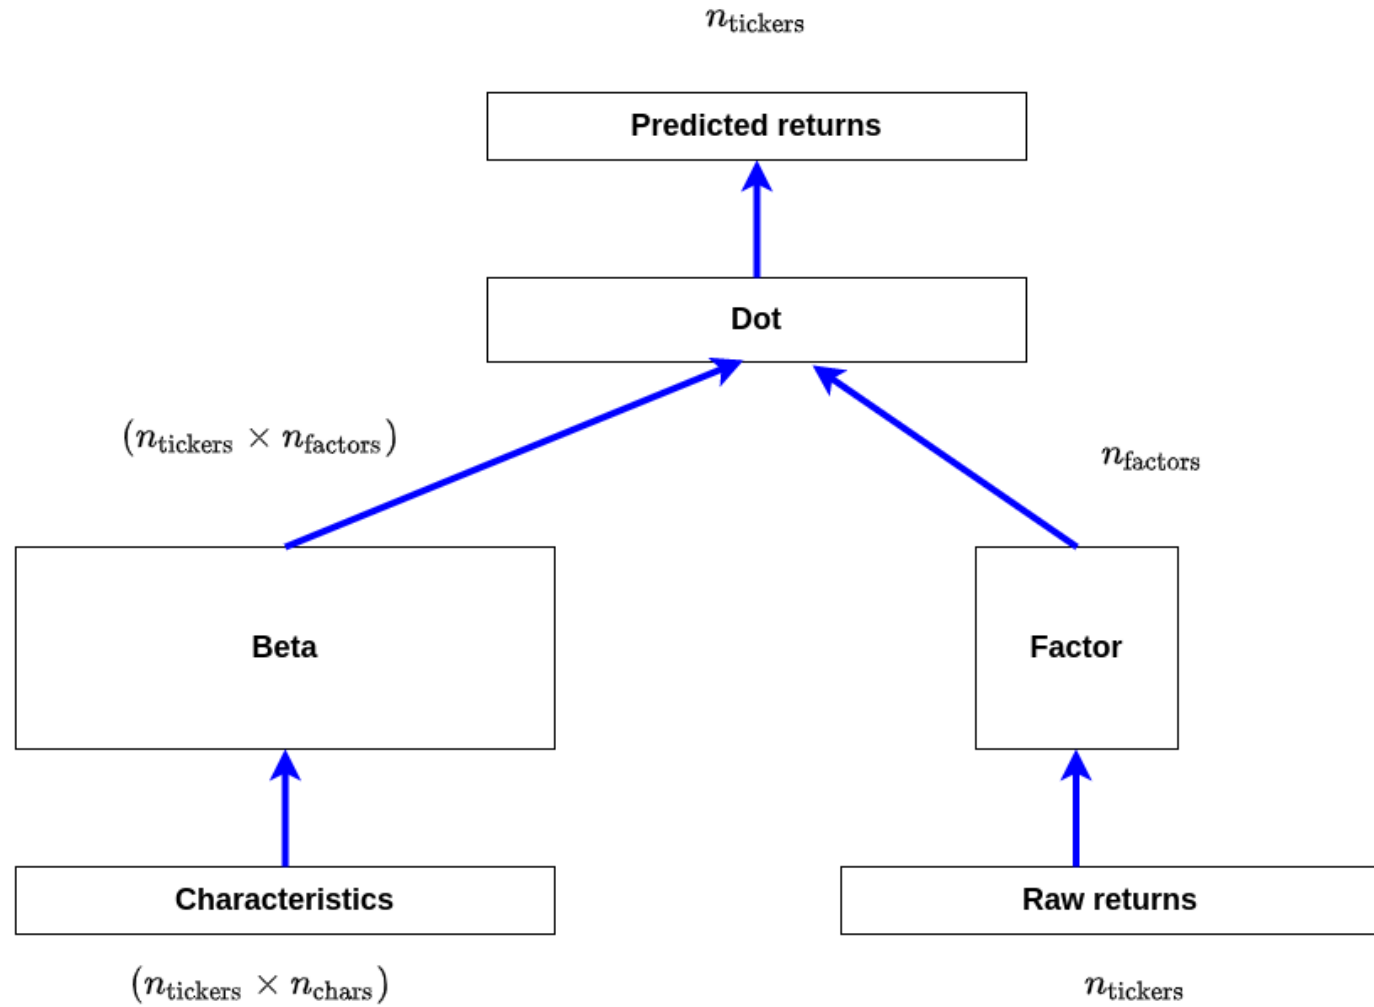 n_tickers
Predicted returns
Dot
(n_tickers × n_factors)
n_factors
Beta
Factor
Characteristics
Raw returns
(n_tickers × n_chars)
n_tickers